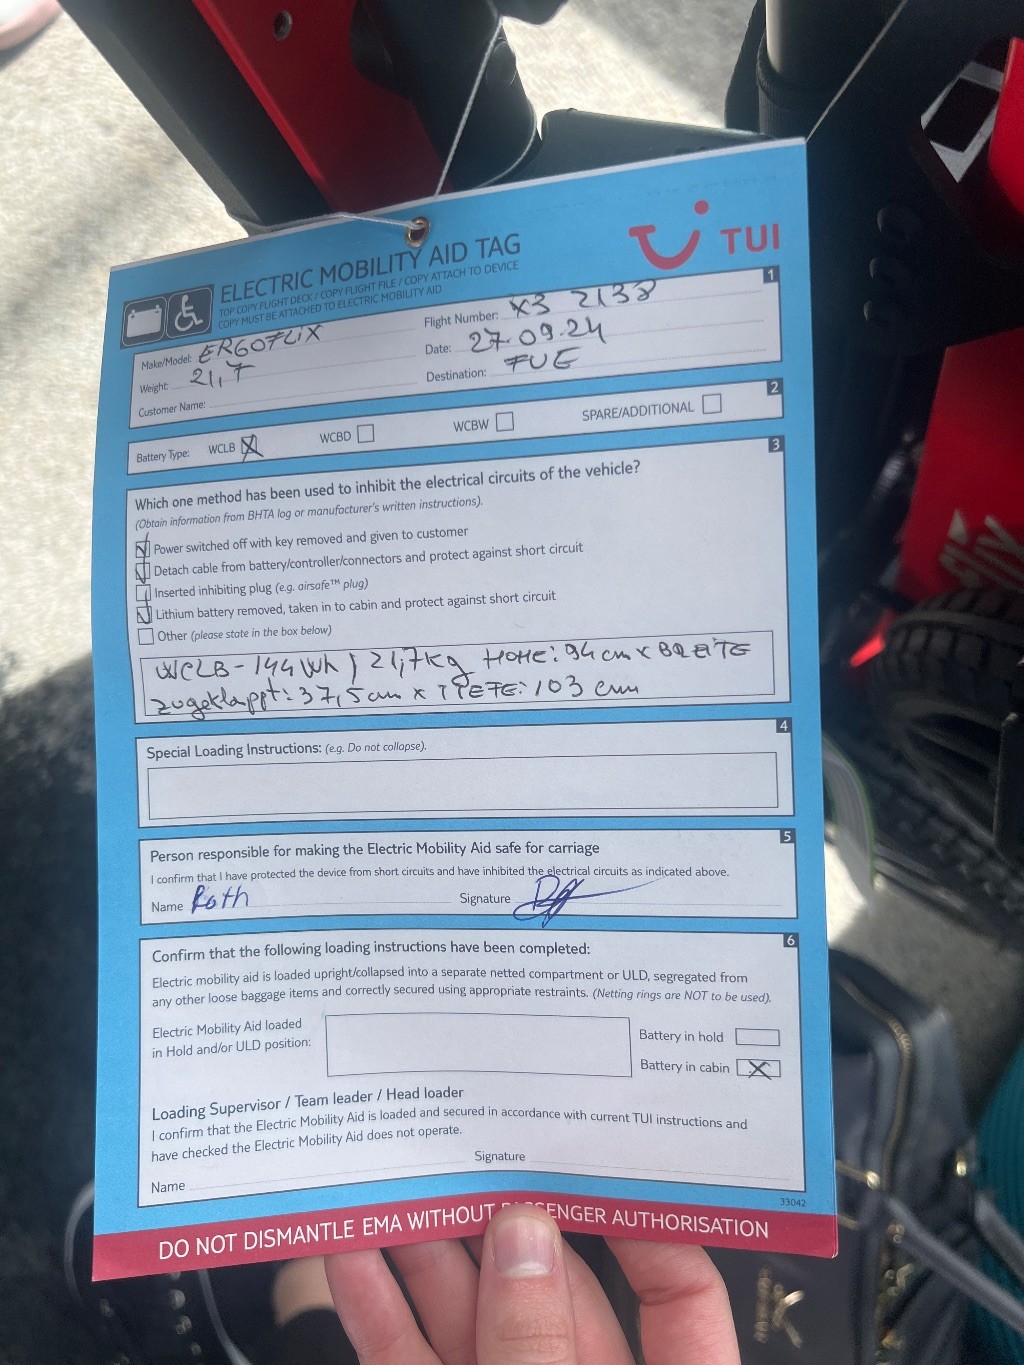 TUI
ELECTRIC MOBILITY AID TAG
TOP COPY FLIGHT DECK / COPY FLIGHT FILE / COPY ATTACH TO DEVICE
COPY MUST BE ATTACHED TO ELECTRIC MOBILITY AID
1
Make/Model: ERGOFLIX
Flight Number: X3 2138
Weight: 21,7
Date: 27.09.24
Customer Name:
Destination: FUE
2
Battery Type: WCLB WCBD WCBW SPARE/ADDITIONAL
3
Which one method has been used to inhibit the electrical circuits of the vehicle?
(Obtain information from BHTA log or manufacturer's written instructions).
Power switched off with key removed and given to customer
Detach cable from battery/controller/connectors and protect against short circuit
Inserted inhibiting plug (e.g. airsafe™ plug)
Lithium battery removed, taken in to cabin and protect against short circuit
Other (please state in the box below)
WCLB-144Wh / 21,7kg HÖHE: 94cm x BREITE
zugeklappt: 37,5cm x TIEFE: 103 cm
4
Special Loading Instructions: (e.g. Do not collapse).
5
Person responsible for making the Electric Mobility Aid safe for carriage
I confirm that I have protected the device from short circuits and have inhibited the electrical circuits as indicated above.
Name Roth Signature
6
Confirm that the following loading instructions have been completed:
Electric mobility aid is loaded upright/collapsed into a separate netted compartment or ULD, segregated from
any other loose baggage items and correctly secured using appropriate restraints. (Netting rings are NOT to be used).
Electric Mobility Aid loaded
in Hold and/or ULD position:
Battery in hold
Battery in cabin
Loading Supervisor / Team leader / Head loader
I confirm that the Electric Mobility Aid is loaded and secured in accordance with current TUI instructions and
have checked the Electric Mobility Aid does not operate.
Name Signature
33042
DO NOT DISMANTLE EMA WITHOUT PASSENGER AUTHORISATION
K